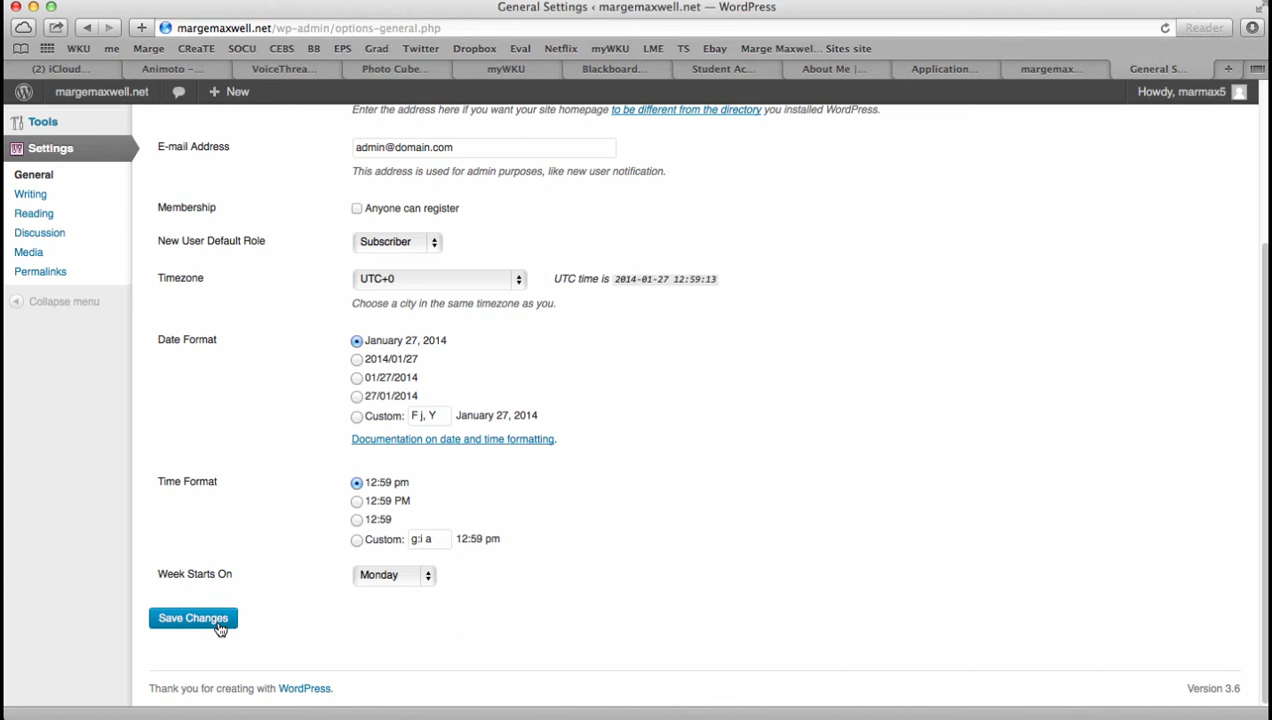 General Settings ‹ margemaxwell.net — WordPress
margemaxwell.net/wp-admin/options-general.php
Reader
WKU me Marge CReaTE SOCU CEBS BB EPS Grad Twitter Dropbox Eval Netflix myWKU LME TS Ebay Marge Maxwel... Sites site
(2) iCloud... Animoto –... VoiceThrea... Photo Cube... myWKU Blackboard... Student Ac... About Me |... Application... margemax... General S...
margemaxwell.net + New Howdy, marmax5
Enter the address here if you want your site homepage to be different from the directory you installed WordPress.
Tools
Settings
General
Writing
Reading
Discussion
Media
Permalinks
Collapse menu
E-mail Address admin@domain.com
This address is used for admin purposes, like new user notification.
Membership Anyone can register
New User Default Role Subscriber
Timezone UTC+0 UTC time is 2014-01-27 12:59:13
Choose a city in the same timezone as you.
Date Format January 27, 2014
2014/01/27
01/27/2014
27/01/2014
Custom: F j, Y January 27, 2014
Documentation on date and time formatting.
Time Format 12:59 pm
12:59 PM
12:59
Custom: g:i a 12:59 pm
Week Starts On Monday
Save Changes
Thank you for creating with WordPress. Version 3.6